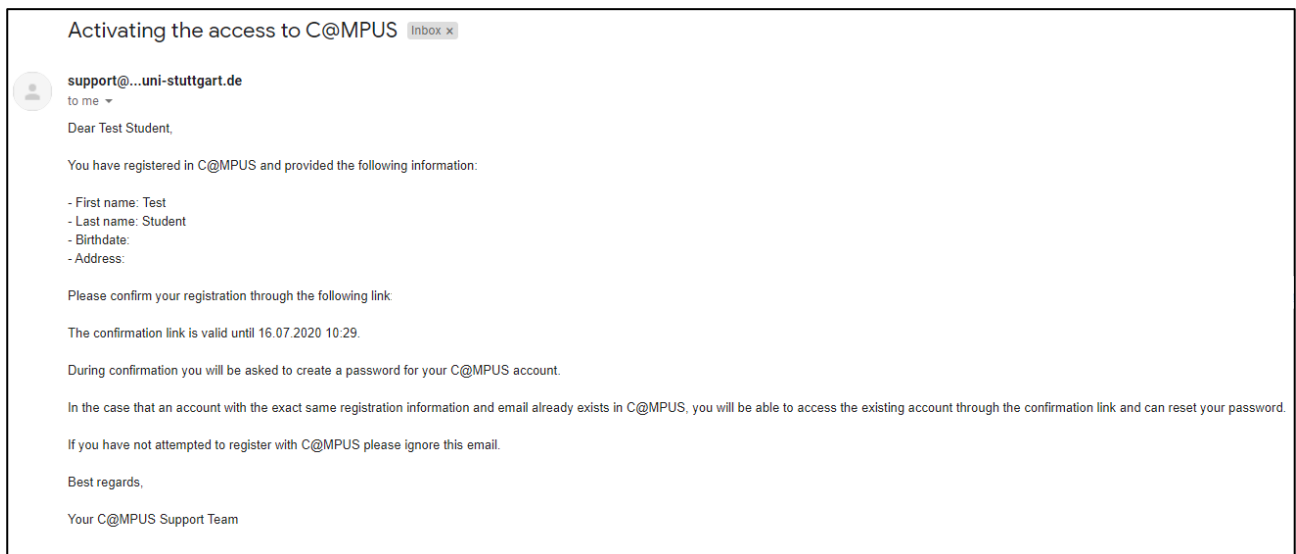 Activating the access to C@MPUS Inbox x
support@...uni-stuttgart.de
to me
Dear Test Student,
You have registered in C@MPUS and provided the following information:
- First name: Test
- Last name: Student
- Birthdate:
- Address:
Please confirm your registration through the following link:
The confirmation link is valid until 16.07.2020 10:29.
During confirmation you will be asked to create a password for your C@MPUS account.
In the case that an account with the exact same registration information and email already exists in C@MPUS, you will be able to access the existing account through the confirmation link and can reset your password.
If you have not attempted to register with C@MPUS please ignore this email.
Best regards,
Your C@MPUS Support Team